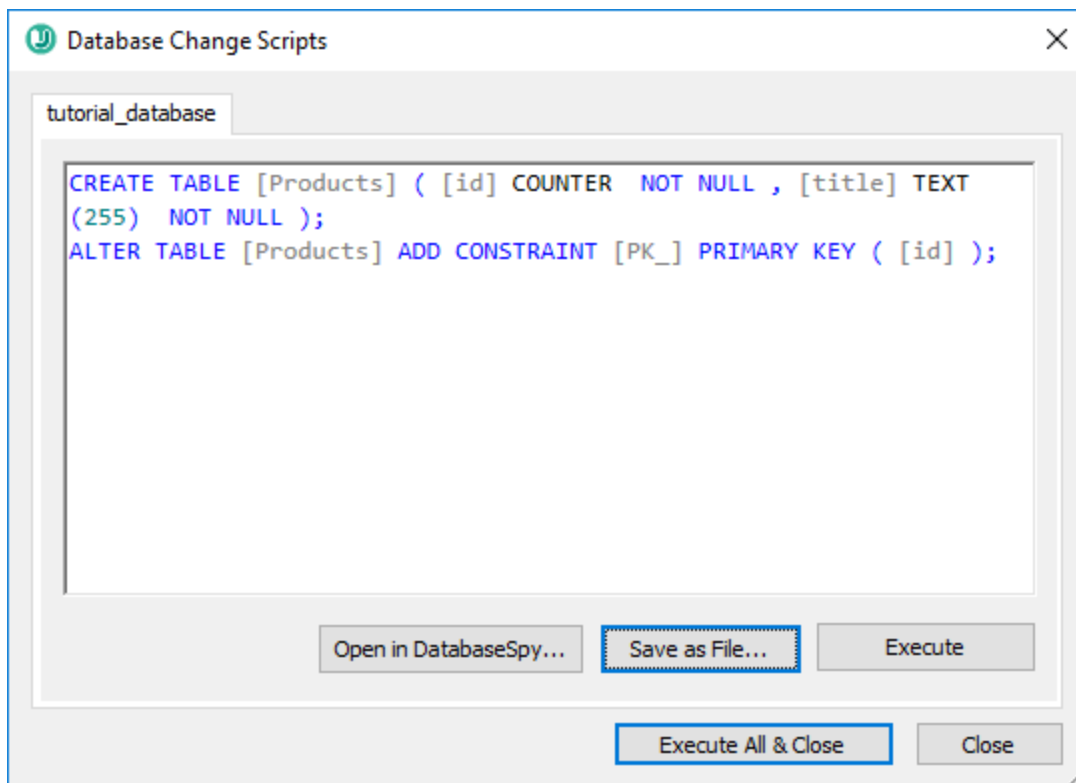 Database Change Scripts
tutorial_database
CREATE TABLE [Products] ( [id] COUNTER  NOT NULL , [title] TEXT
(255)  NOT NULL );
ALTER TABLE [Products] ADD CONSTRAINT [PK_] PRIMARY KEY ( [id] );
Open in DatabaseSpy... Save as File... Execute
Execute All & Close Close